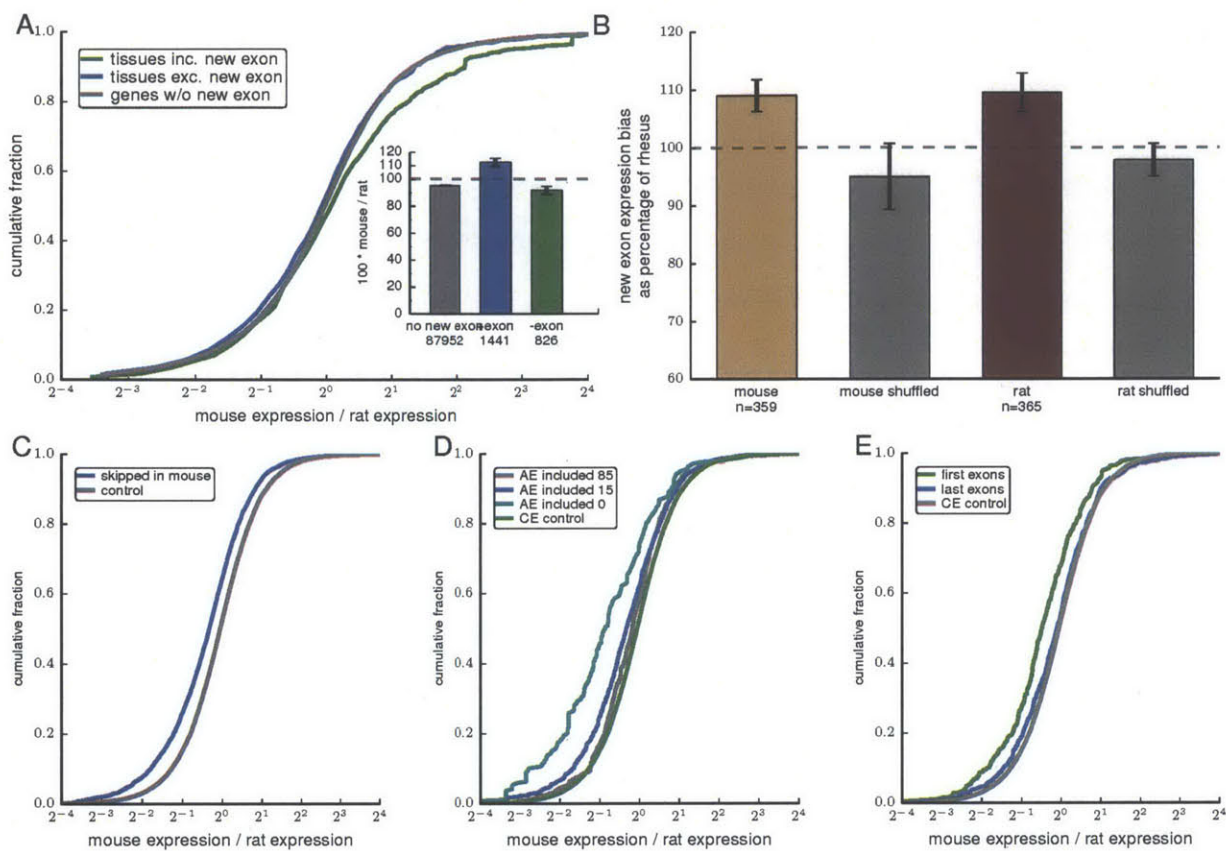 A
1.0
0.8
0.6
0.4
0.2
0.0
cumulative fraction
tissues inc. new exon
tissues exc. new exon
genes w/o new exon
2^-4 2^-3 2^-2 2^-1 2^0 2^1 2^2 2^3 2^4
mouse expression / rat expression
120
110
100
80
60
40
20
0
100 * mouse / rat
no new exon +exon -exon
87952 1441 826
B
120
110
100
90
80
70
60
new exon expression bias
as percentage of rhesus
mouse mouse shuffled rat rat shuffled
n=359 n=365
C
1.0
0.8
0.6
0.4
0.2
0.0
cumulative fraction
skipped in mouse
control
2^-4 2^-3 2^-2 2^-1 2^0 2^1 2^2 2^3 2^4
mouse expression / rat expression
D
1.0
0.8
0.6
0.4
0.2
0.0
cumulative fraction
AE included 85
AE included 15
AE included 0
CE control
2^-4 2^-3 2^-2 2^-1 2^0 2^1 2^2 2^3 2^4
mouse expression / rat expression
E
1.0
0.8
0.6
0.4
0.2
0.0
cumulative fraction
first exons
last exons
CE control
2^-4 2^-3 2^-2 2^-1 2^0 2^1 2^2 2^3 2^4
mouse expression / rat expression